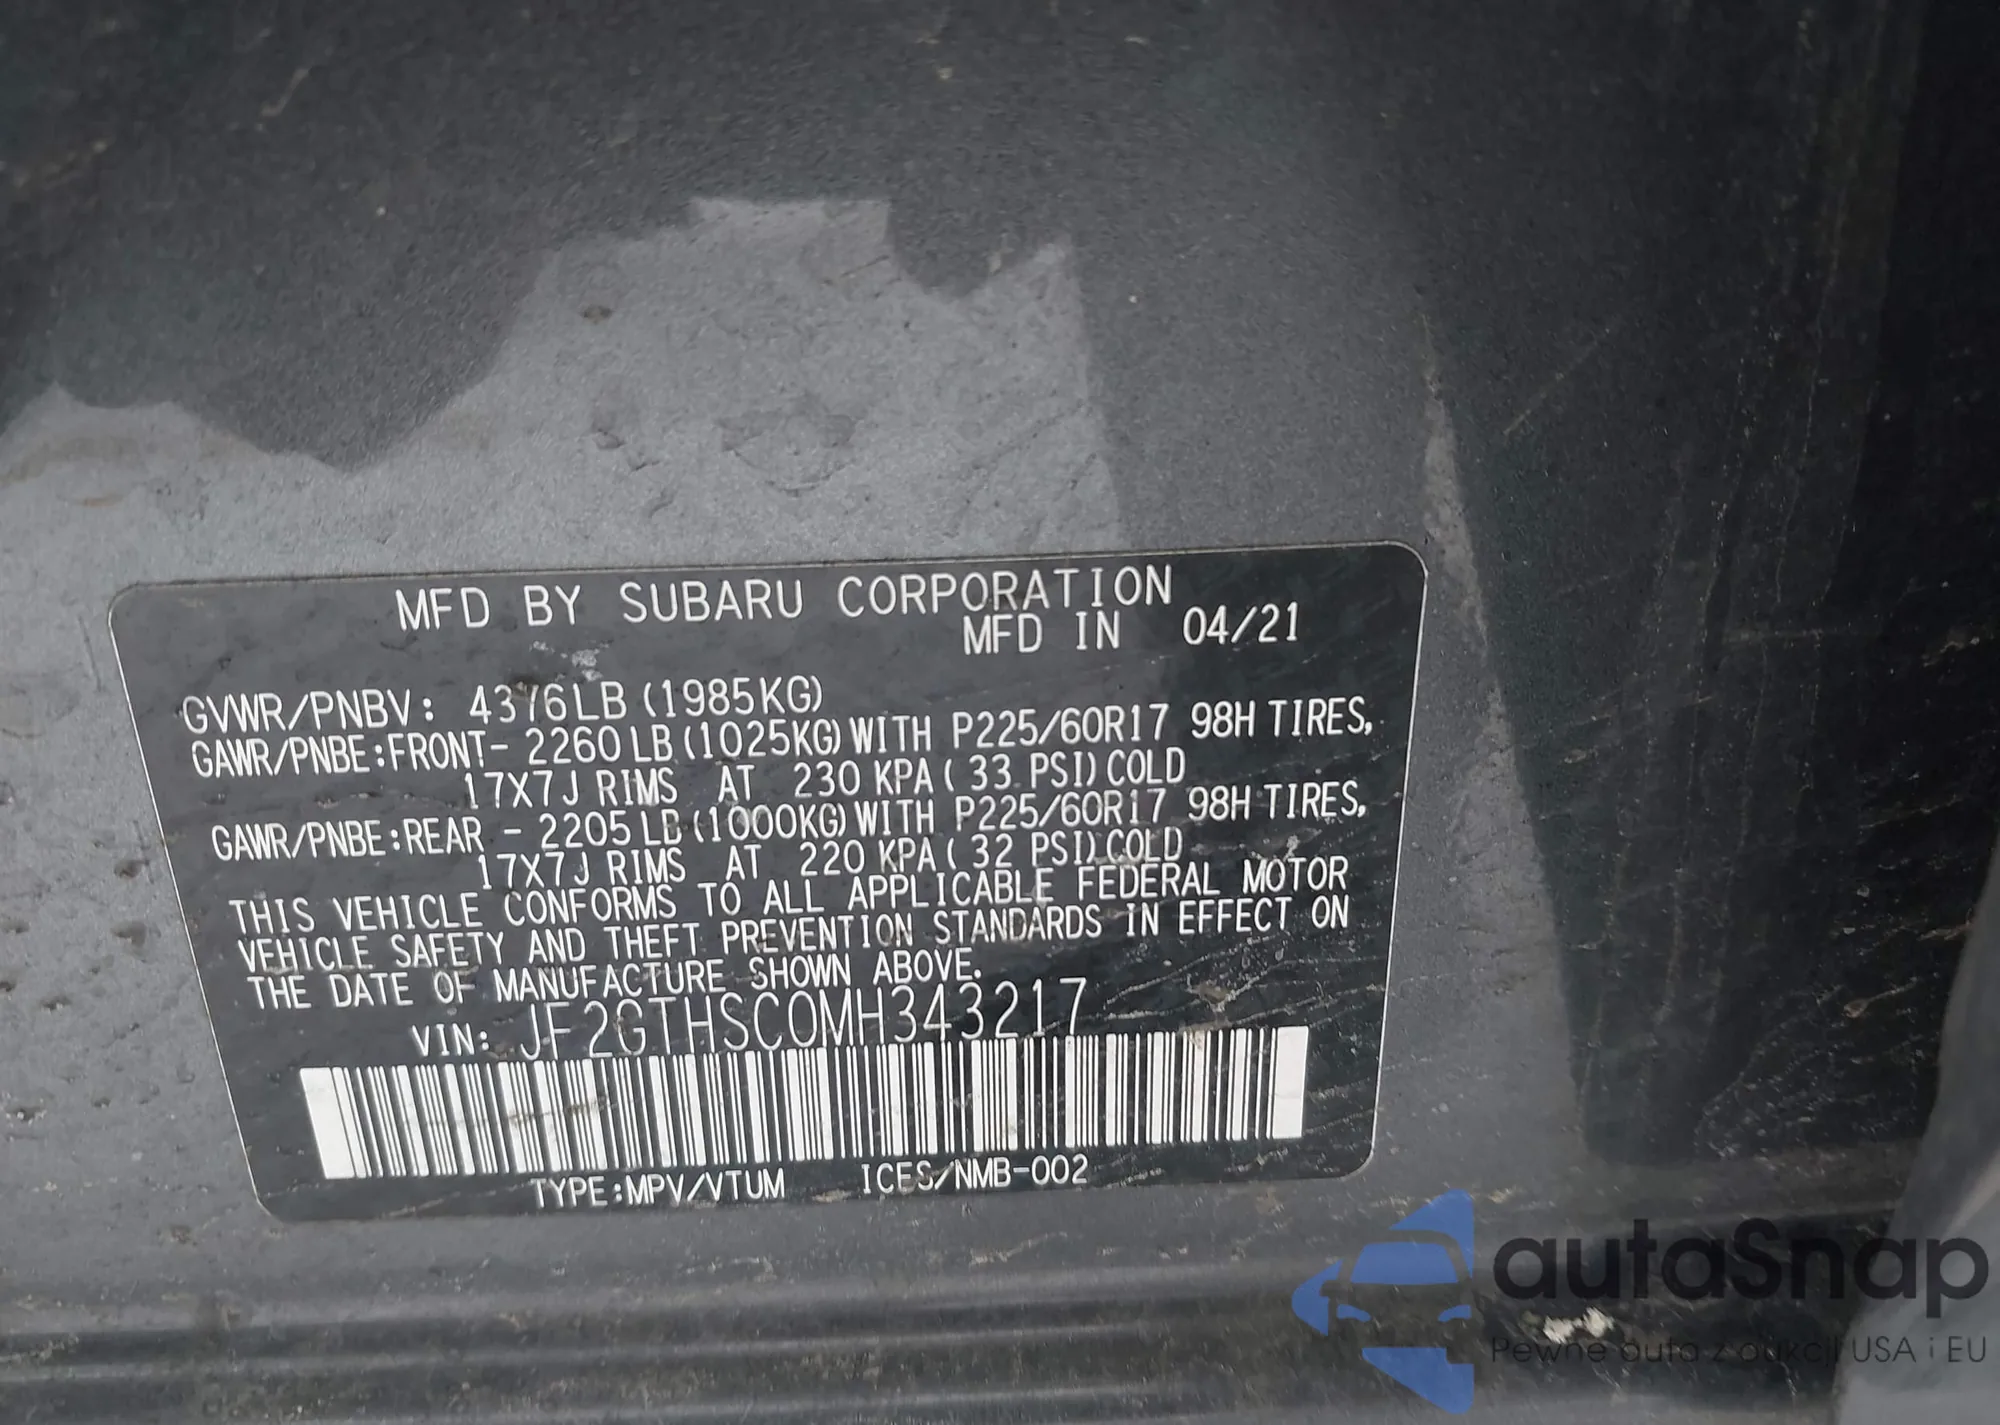 MFD BY SUBARU CORPORATION
MFD IN 04/21
GVWR/PNBV: 4376LB (1985KG)
GAWR/PNBE:FRONT- 2260 LB (1025KG) WITH P225/60R17 98H TIRES,
17X7J RIMS AT 230 KPA ( 33 PSI) COLD
GAWR/PNBE:REAR - 2205 LB (1000KG) WITH P225/60R17 98H TIRES,
17X7J RIMS AT 220 KPA ( 32 PSI) COLD
THIS VEHICLE CONFORMS TO ALL APPLICABLE FEDERAL MOTOR
VEHICLE SAFETY AND THEFT PREVENTION STANDARDS IN EFFECT ON
THE DATE OF MANUFACTURE SHOWN ABOVE.
VIN: JF2GTHSC0MH343217
TYPE:MPV/VTUM ICES/NMB-002
autaSnap
Pewne auta z aukcji USA i EU